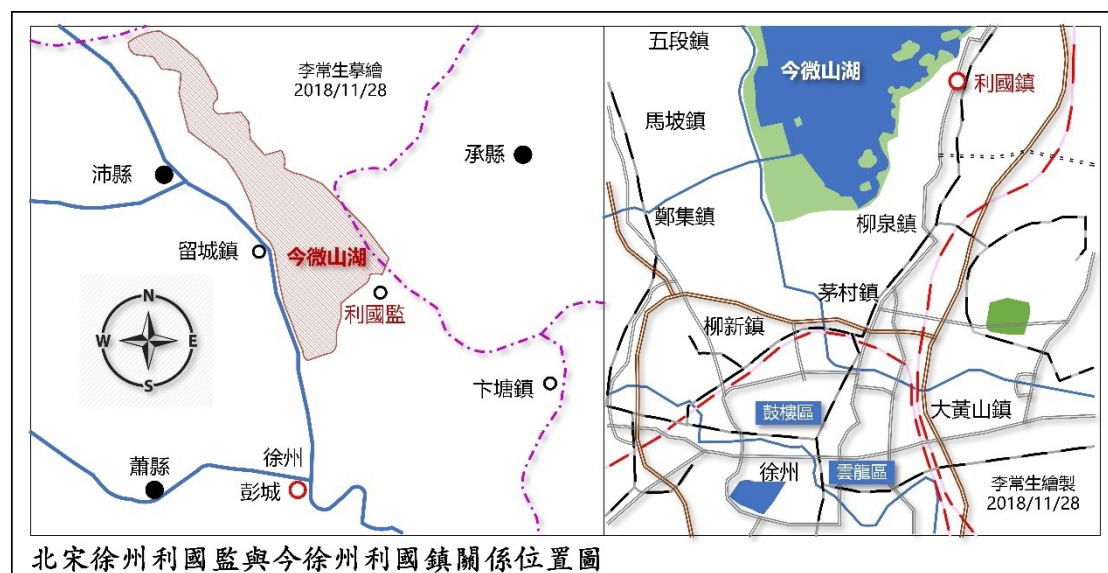 李常生摹繪
2018/11/28
承縣
沛縣
留城鎮
今微山湖
利國監
N
W
E
S
卞塘鎮
徐州
蕭縣
彭城
五段鎮
今微山湖
利國鎮
馬坡鎮
鄭集鎮
柳泉鎮
茅村鎮
柳新鎮
鼓樓區
大黃山鎮
徐州
雲龍區
李常生繪製
2018/11/28
北宋徐州利國監與今徐州利國鎮關係位置圖